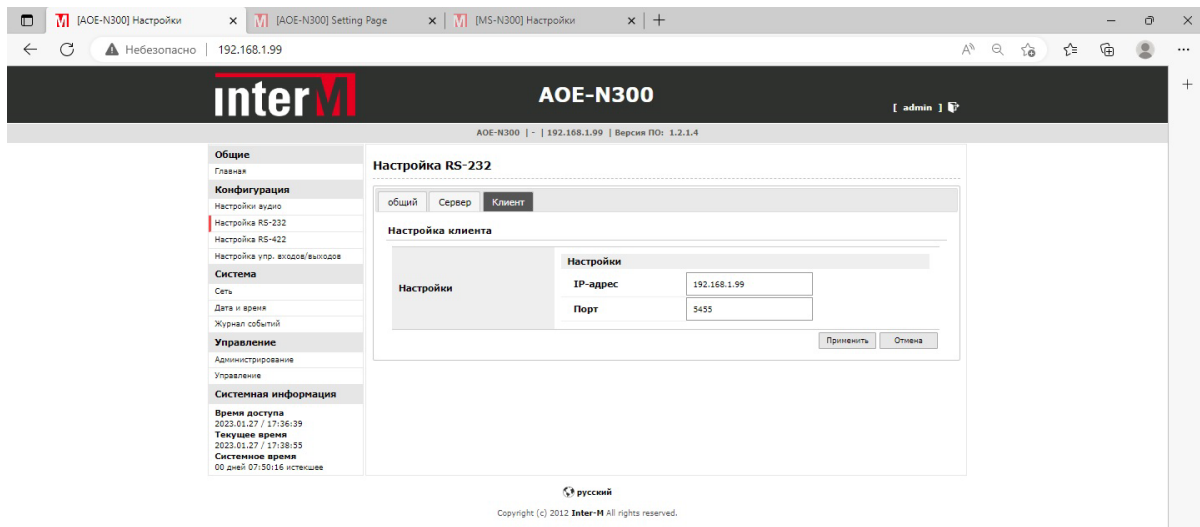 [AOE-N300] Настройки
[AOE-N300] Setting Page
[MS-N300] Настройки
Небезопасно
192.168.1.99
interM
AOE-N300
[ admin ]
AOE-N300 | - | 192.168.1.99 | Версия ПО: 1.2.1.4
Общие
Главная
Конфигурация
Настройки аудио
Настройка RS-232
Настройка RS-422
Настройка упр. входов/выходов
Система
Сеть
Дата и время
Журнал событий
Управление
Администрирование
Управление
Системная информация
Время доступа
2023.01.27 / 17:36:39
Текущее время
2023.01.27 / 17:38:55
Системное время
00 дней 07:50:16 истекшее
Настройка RS-232
общий Сервер Клиент
Настройка клиента
Настройки
Настройки
IP-адрес 192.168.1.99
Порт 5455
Применить Отмена
русский
Copyright (c) 2012 Inter-M All rights reserved.